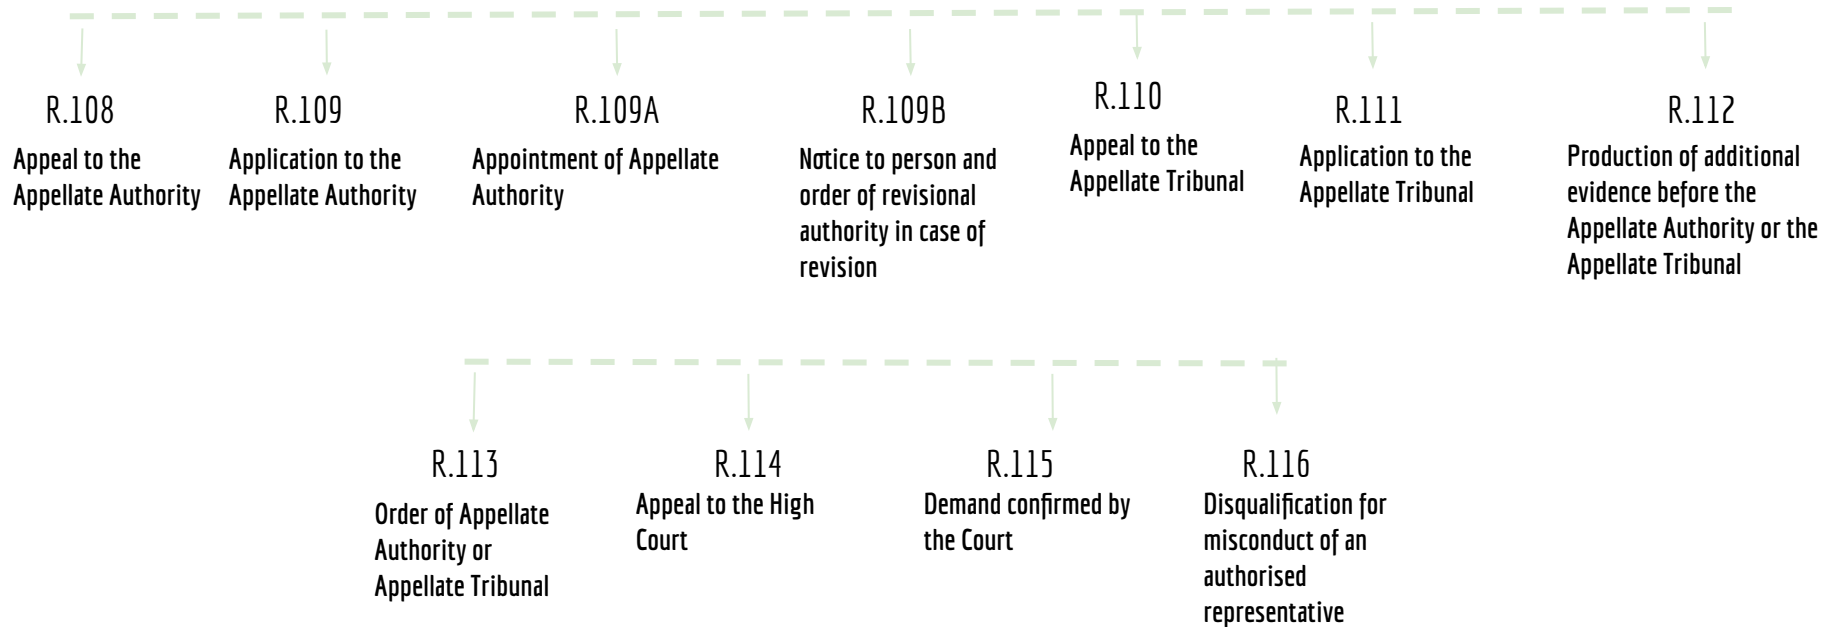 R.108
Appeal to the
Appellate Authority
R.109
Application to the
Appellate Authority
R.109A
Appointment of Appellate
Authority
R.109B
Notice to person and
order of revisional
authority in case of
revision
R.110
Appeal to the
Appellate Tribunal
R.111
Application to the
Appellate Tribunal
R.112
Production of additional
evidence before the
Appellate Authority or the
Appellate Tribunal
R.113
Order of Appellate
Authority or
Appellate Tribunal
R.114
Appeal to the High
Court
R.115
Demand confirmed by
the Court
R.116
Disqualification for
misconduct of an
authorised
representative